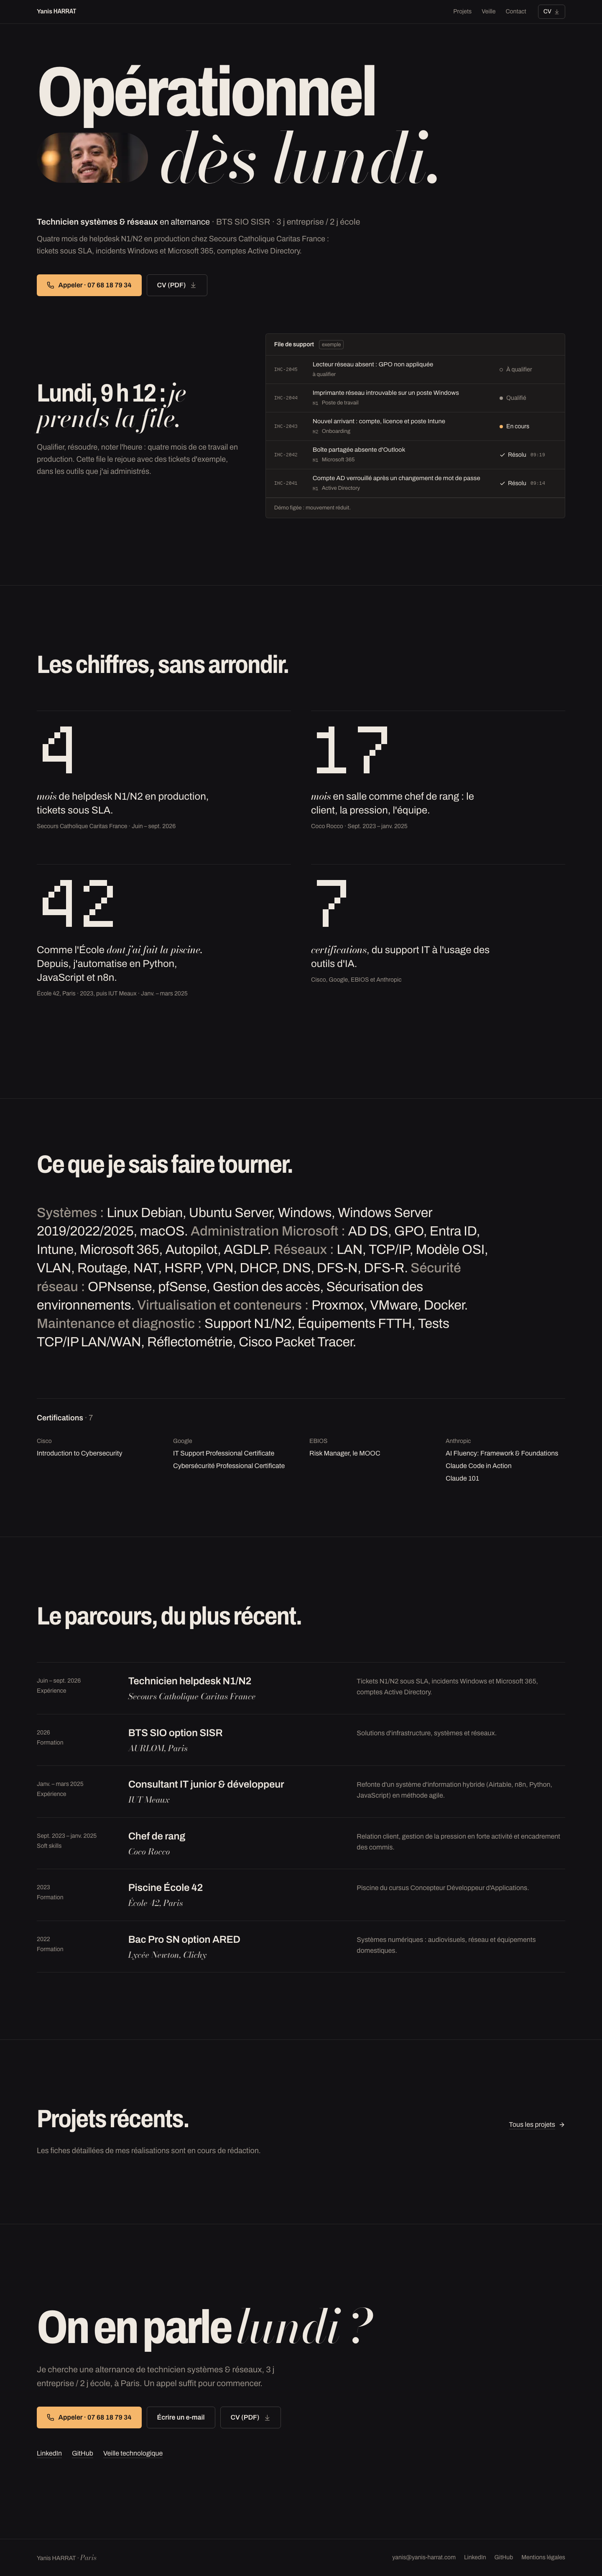 Yanis HARRAT
Projets
Veille
Contact
CV
Opérationnel
dès lundi.
Technicien systèmes & réseaux en alternance · BTS SIO SISR · 3 j entreprise / 2 j école
Quatre mois de helpdesk N1/N2 en production chez Secours Catholique Caritas France :
tickets sous SLA, incidents Windows et Microsoft 365, comptes Active Directory.
Appeler · 07 68 18 79 34
CV (PDF)
Lundi, 9 h 12 : je
prends la file.
Qualifier, résoudre, noter l'heure : quatre mois de ce travail en
production. Cette file le rejoue avec des tickets d'exemple,
dans les outils que j'ai administrés.
File de support
exemple
INC-2045
Lecteur réseau absent : GPO non appliquée
à qualifier
À qualifier
INC-2044
Imprimante réseau introuvable sur un poste Windows
N1 Poste de travail
Qualifié
INC-2043
Nouvel arrivant : compte, licence et poste Intune
N2 Onboarding
En cours
INC-2042
Boîte partagée absente d'Outlook
N1 Microsoft 365
Résolu 09:19
INC-2041
Compte AD verrouillé après un changement de mot de passe
N1 Active Directory
Résolu 09:14
Démo figée : mouvement réduit.
Les chiffres, sans arrondir.
4
mois de helpdesk N1/N2 en production,
tickets sous SLA.
Secours Catholique Caritas France · Juin – sept. 2026
17
mois en salle comme chef de rang : le
client, la pression, l'équipe.
Coco Rocco · Sept. 2023 – janv. 2025
42
Comme l'École dont j'ai fait la piscine.
Depuis, j'automatise en Python,
JavaScript et n8n.
École 42, Paris · 2023, puis IUT Meaux · Janv. – mars 2025
7
certifications, du support IT à l'usage des
outils d'IA.
Cisco, Google, EBIOS et Anthropic
Ce que je sais faire tourner.
Systèmes : Linux Debian, Ubuntu Server, Windows, Windows Server
2019/2022/2025, macOS. Administration Microsoft : AD DS, GPO, Entra ID,
Intune, Microsoft 365, Autopilot, AGDLP. Réseaux : LAN, TCP/IP, Modèle OSI,
VLAN, Routage, NAT, HSRP, VPN, DHCP, DNS, DFS-N, DFS-R. Sécurité
réseau : OPNsense, pfSense, Gestion des accès, Sécurisation des
environnements. Virtualisation et conteneurs : Proxmox, VMware, Docker.
Maintenance et diagnostic : Support N1/N2, Équipements FTTH, Tests
TCP/IP LAN/WAN, Réflectométrie, Cisco Packet Tracer.
Certifications · 7
Cisco
Introduction to Cybersecurity
Google
IT Support Professional Certificate
Cybersécurité Professional Certificate
EBIOS
Risk Manager, le MOOC
Anthropic
AI Fluency: Framework & Foundations
Claude Code in Action
Claude 101
Le parcours, du plus récent.
Juin – sept. 2026
Expérience
Technicien helpdesk N1/N2
Secours Catholique Caritas France
Tickets N1/N2 sous SLA, incidents Windows et Microsoft 365,
comptes Active Directory.
2026
Formation
BTS SIO option SISR
AURLOM, Paris
Solutions d'infrastructure, systèmes et réseaux.
Janv. – mars 2025
Expérience
Consultant IT junior & développeur
IUT Meaux
Refonte d'un système d'information hybride (Airtable, n8n, Python,
JavaScript) en méthode agile.
Sept. 2023 – janv. 2025
Soft skills
Chef de rang
Coco Rocco
Relation client, gestion de la pression en forte activité et encadrement
des commis.
2023
Formation
Piscine École 42
École 42, Paris
Piscine du cursus Concepteur Développeur d'Applications.
2022
Formation
Bac Pro SN option ARED
Lycée Newton, Clichy
Systèmes numériques : audiovisuels, réseau et équipements
domestiques.
Projets récents.
Tous les projets
Les fiches détaillées de mes réalisations sont en cours de rédaction.
On en parle lundi ?
Je cherche une alternance de technicien systèmes & réseaux, 3 j
entreprise / 2 j école, à Paris. Un appel suffit pour commencer.
Appeler · 07 68 18 79 34
Écrire un e-mail
CV (PDF)
LinkedIn
GitHub
Veille technologique
Yanis HARRAT · Paris
yanis@yanis-harrat.com
LinkedIn
GitHub
Mentions légales